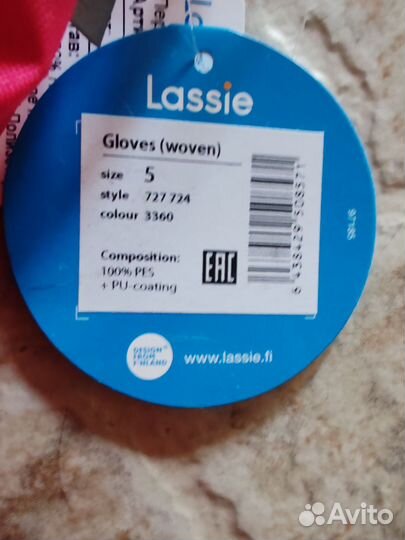 Lassie
Gloves (woven)
size 5
style 727 724
colour 3360
Composition:
100% PES
+ PU-coating
EAC
6 438429 508571
97185
DESIGN
FROM
FINLAND
www.lassie.fi
Avito